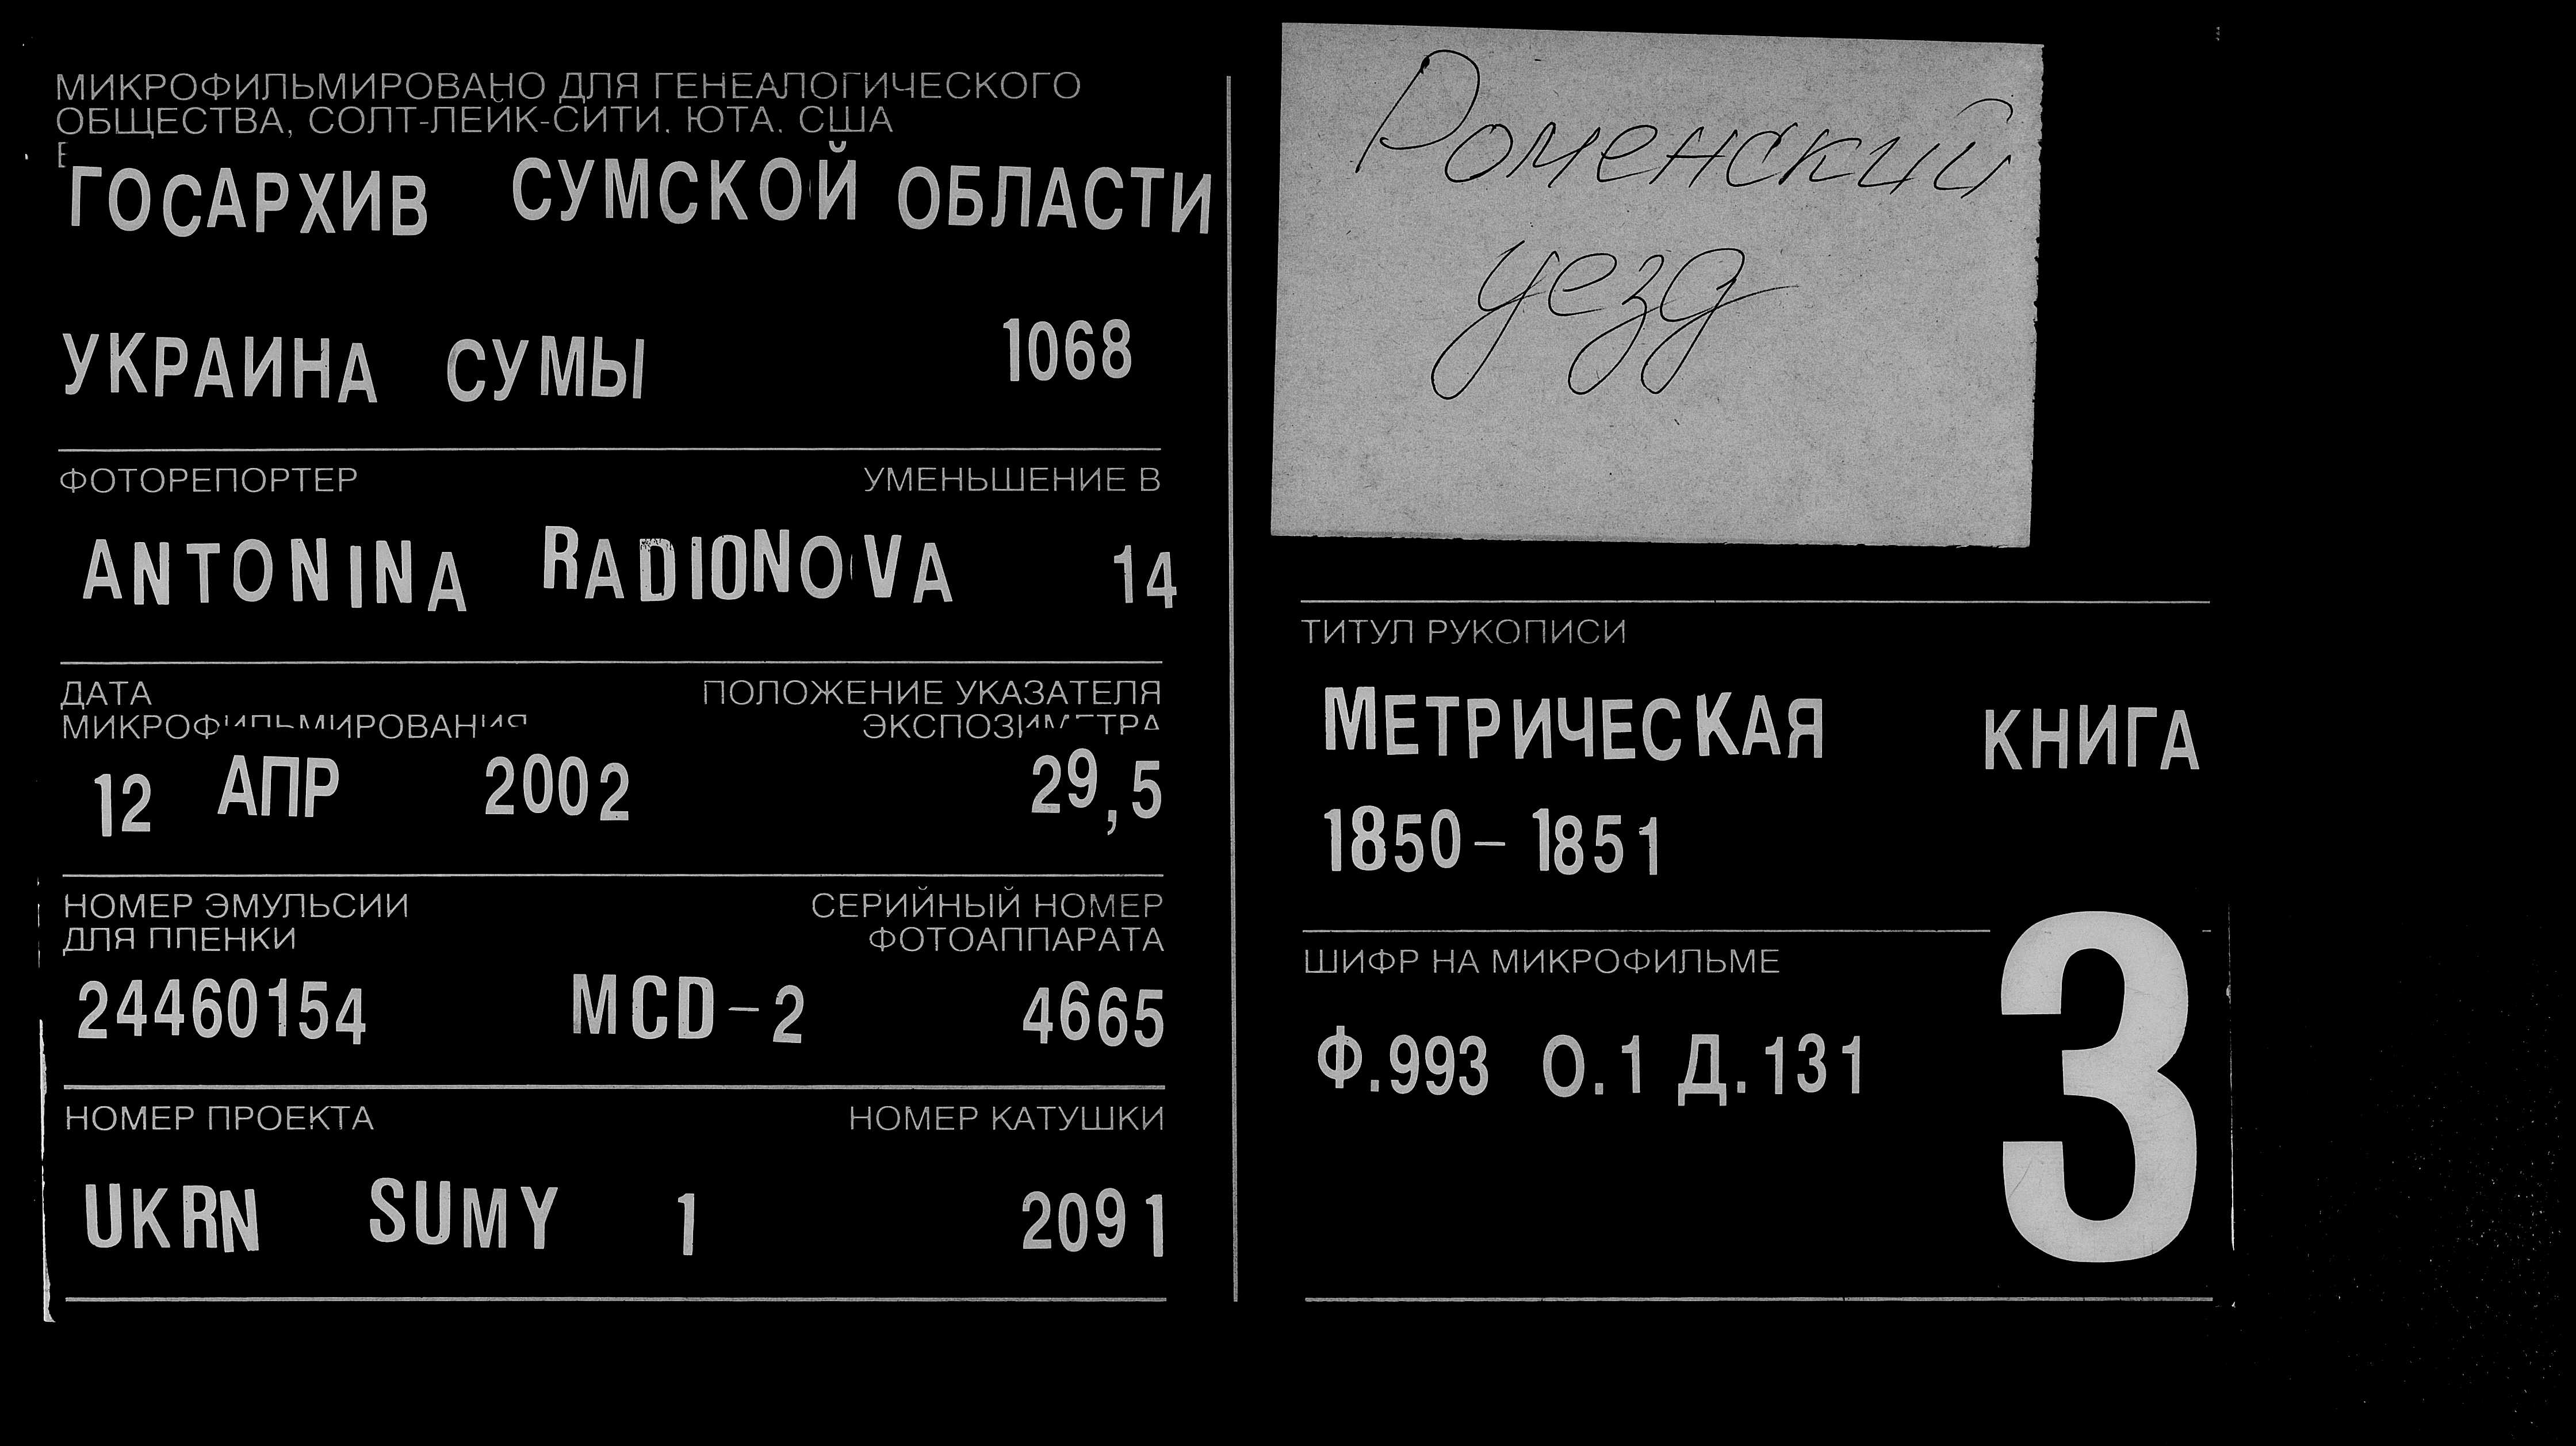 МИКРОФИЛЬМИРОВАНО ДЛЯ ГЕНЕАЛОГИЧЕСКОГО
ОБЩЕСТВА, СОЛТ-ЛЕЙК-СИТИ, ЮТА, США
ГОСАРХИВ СУМСКОЙ ОБЛАСТИ
УКРАИНА СУМЫ 1068
ФОТОРЕПОРТЕР УМЕНЬШЕНИЕ В
ANTONINA RADIONOVA 14
ДАТА ПОЛОЖЕНИЕ УКАЗАТЕЛЯ
МИКРОФИЛЬМИРОВАНИЯ ЭКСПОЗИМЕТРА
12 АПР 2002 29,5
НОМЕР ЭМУЛЬСИИ СЕРИЙНЫЙ НОМЕР
ДЛЯ ПЛЕНКИ ФОТОАППАРАТА
24460154 MCD-2 4665
НОМЕР ПРОЕКТА НОМЕР КАТУШКИ
UKRN SUMY 1 2091
Роменский
уезд
ТИТУЛ РУКОПИСИ
МЕТРИЧЕСКАЯ КНИГА
1850-1851
ШИФР НА МИКРОФИЛЬМЕ
Ф.993 О.1 Д.131
3